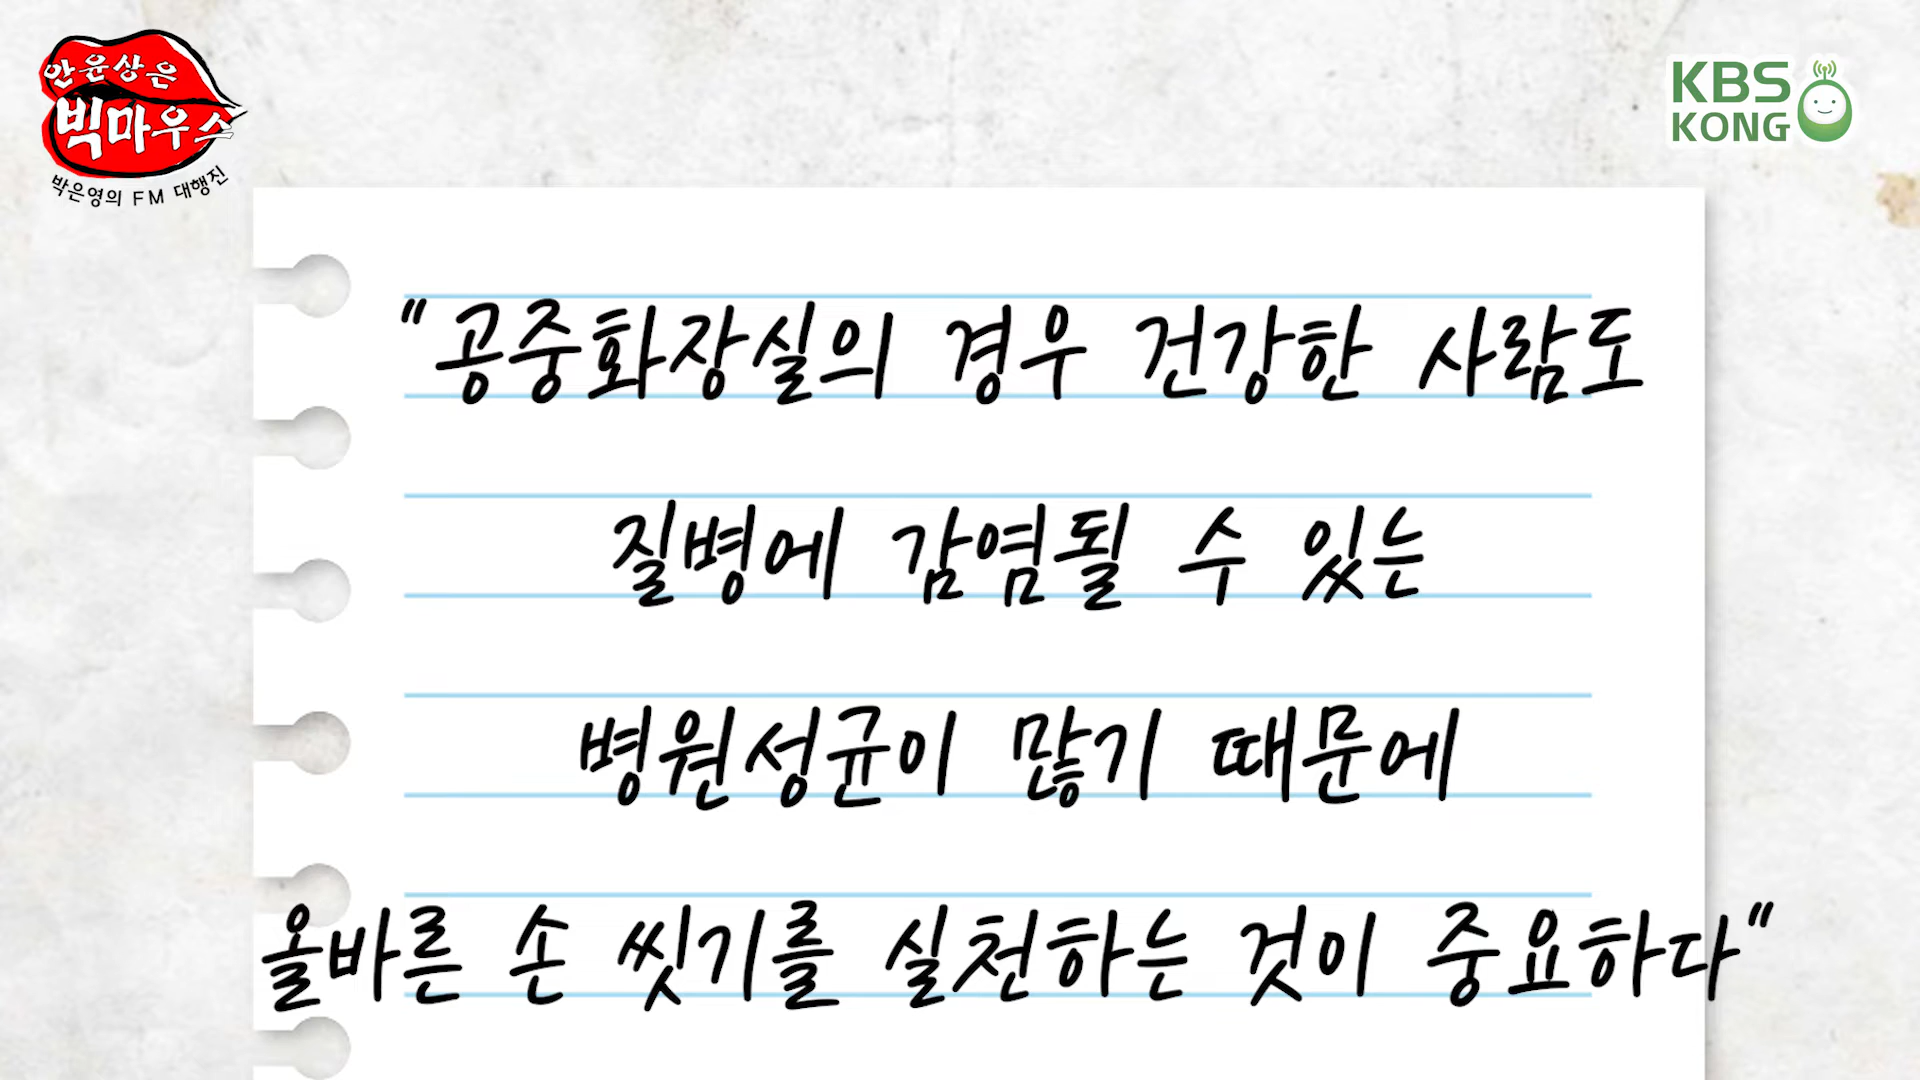 안윤상은
빅마우스
박은영의 FM 대행진
KBS
KONG
"공중화장실의 경우 건강한 사람도
질병에 감염될 수 있는
병원성균이 많기 때문에
올바른 손 씻기를 실천하는 것이 중요하다"